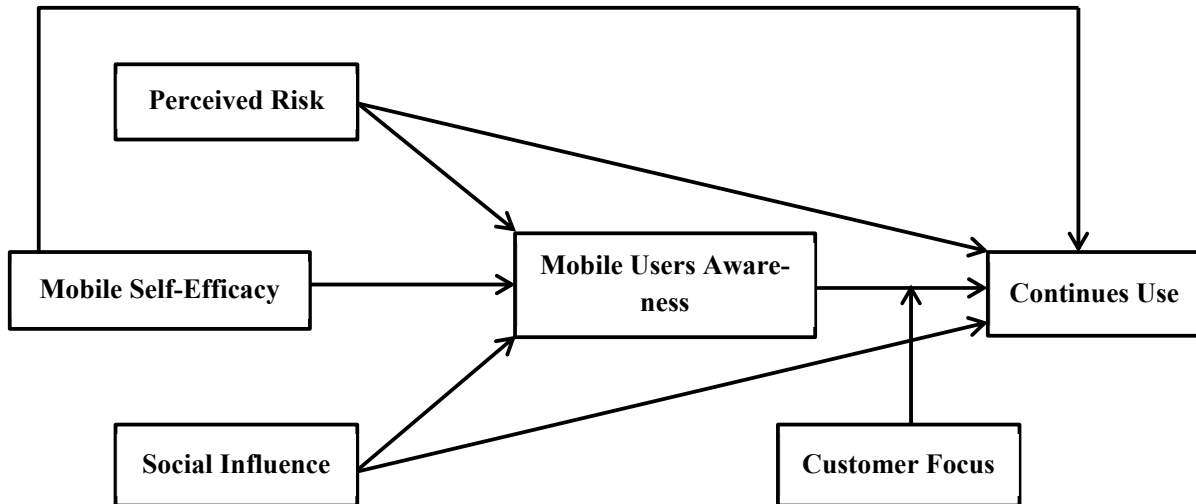 Perceived Risk
Mobile Users Aware-
ness
Mobile Self-Efficacy
Continues Use
Social Influence
Customer Focus